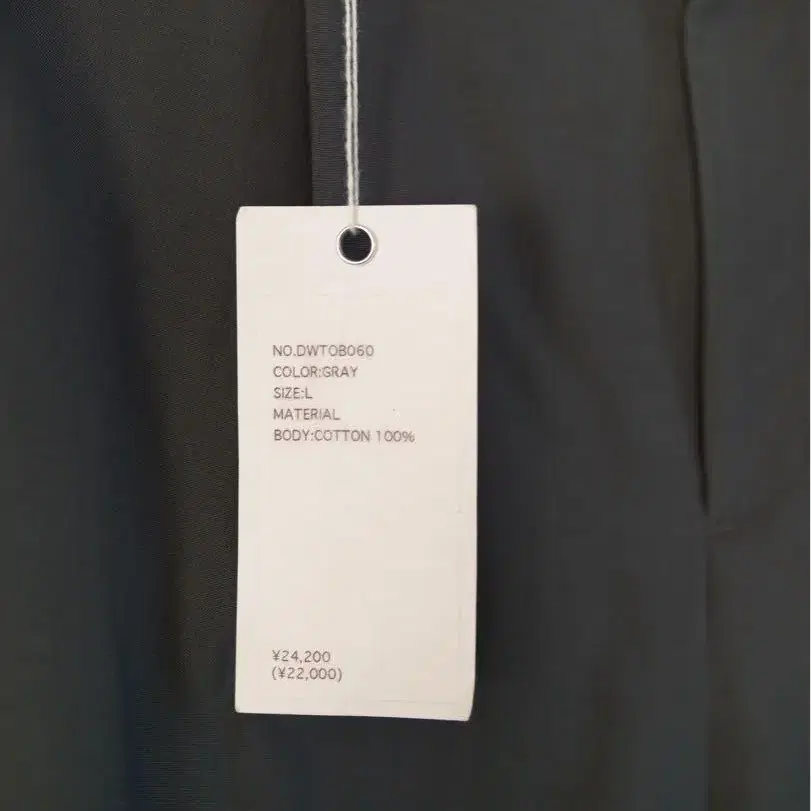 NO.DWTOB060
COLOR:GRAY
SIZE:L
MATERIAL
BODY:COTTON 100%
¥24,200
(¥22,000)